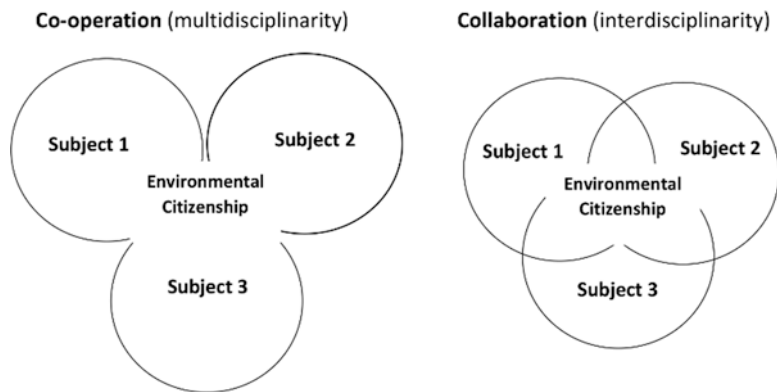 Co-operation (multidisciplinarity)
Subject 1
Subject 2
Environmental
Citizenship
Subject 3
Collaboration (interdisciplinarity)
Subject 1
Subject 2
Environmental
Citizenship
Subject 3